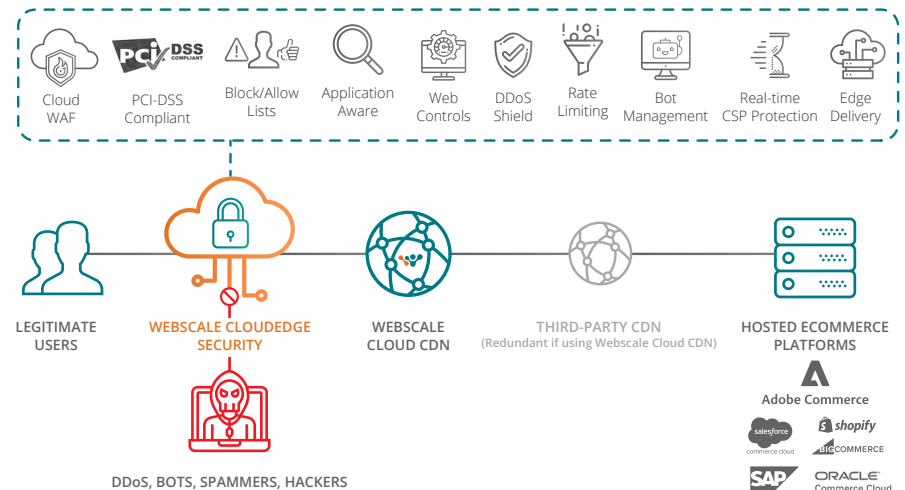 PCI DSS
COMPLIANT
Cloud
WAF
PCI-DSS
Compliant
Block/Allow
Lists
Application
Aware
Web
Controls
DDoS
Shield
Rate
Limiting
Bot
Management
Real-time
CSP Protection
Edge
Delivery
LEGITIMATE
USERS
WEBSCALE CLOUDEDGE
SECURITY
WEBSCALE
CLOUD CDN
THIRD-PARTY CDN
(Redundant if using Webscale Cloud CDN)
HOSTED ECOMMERCE
PLATFORMS
Adobe Commerce
salesforce
commerce cloud
shopify
BIGCOMMERCE
SAP
ORACLE
Commerce Cloud
DDoS, BOTS, SPAMMERS, HACKERS